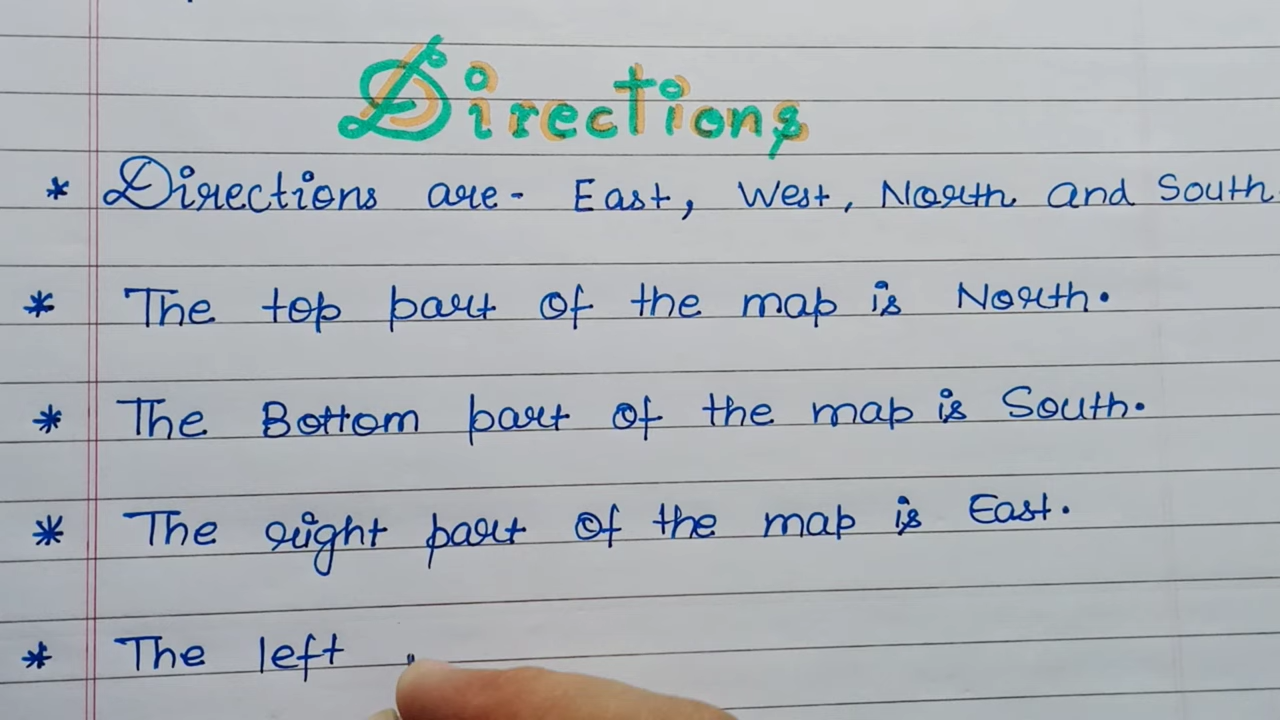 Directions
* Directions are - East, West, North and South
* The top part of the map is North.
* The Bottom part of the map is South.
* The right part of the map is East.
* The left